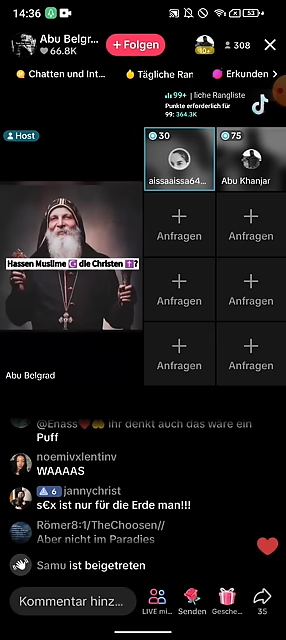 14:36
53
Abu Belgr...
66.8K
+ Folgen
308
Chatten und Int...
Tägliche Ran
Erkunden
99+ | liche Rangliste
Punkte erforderlich für
99: 364.3K
Host
30
75
aissaaissa64...
Abu Khanjar
Hassen Muslime ☪️ die Christen ✝️?
Anfragen
Anfragen
Anfragen
Anfragen
Anfragen
Anfragen
Abu Belgrad
@Enass❤️🤲 ihr denkt auch das wäre ein
Puff
noemivxlentinv
WAAAAS
6 jannychrist
s€x ist nur für die Erde man!!!
Römer8:1/TheChoosen//
Aber nicht im Paradies
Samu ist beigetreten
Kommentar hinz...
LIVE mi...
Senden
Gesche...
35